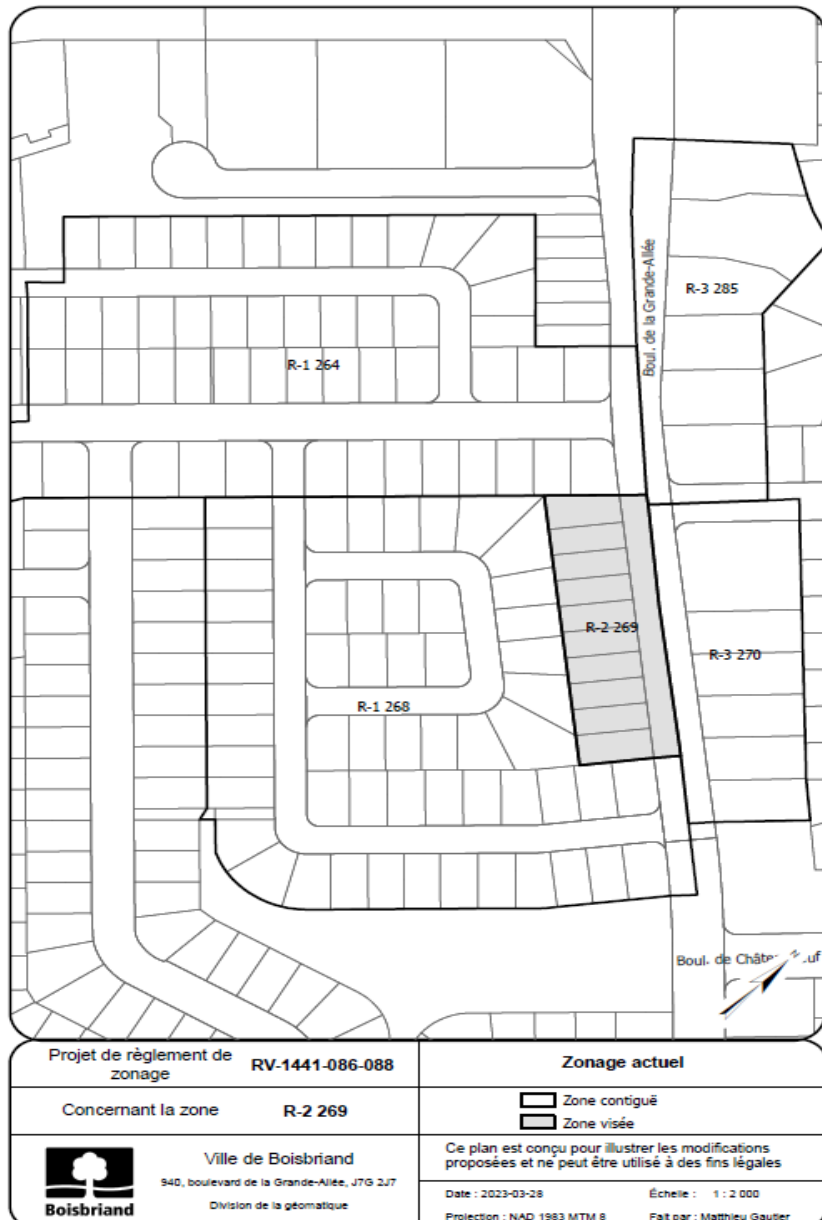 Boul. de la Grande-Allée
R-3 285
R-1 264
R-2 269
R-3 270
R-1 268
Boul. de
Projet de règlement de
zonage
RV-1441-086-088
Concernant la zone
R-2 269
Zonage actuel
Zone contiguë
Zone visée
Boisbriand
Ville de Boisbriand
940, boulevard de la Grande-Allée, J7G 2J7
Division de la géomatique
Ce plan est conçu pour illustrer les modifications
proposées et ne peut être utilisé à des fins légales
Date : 2023-03-28
Échelle : 1 : 2 000
Projection : NAD 1983 MTM 8
Fait par : Matthieu Gautier